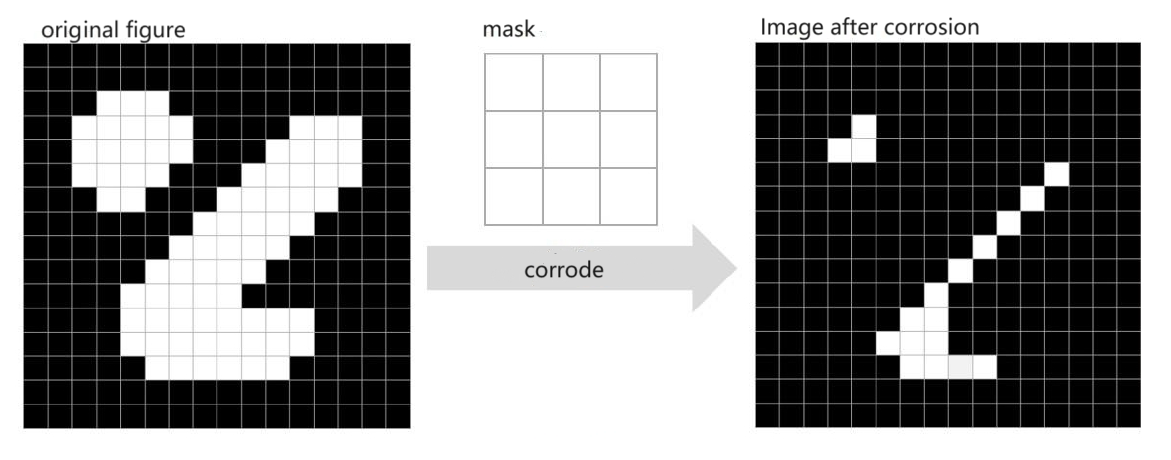 original figure
mask
Image after corrosion
corrode